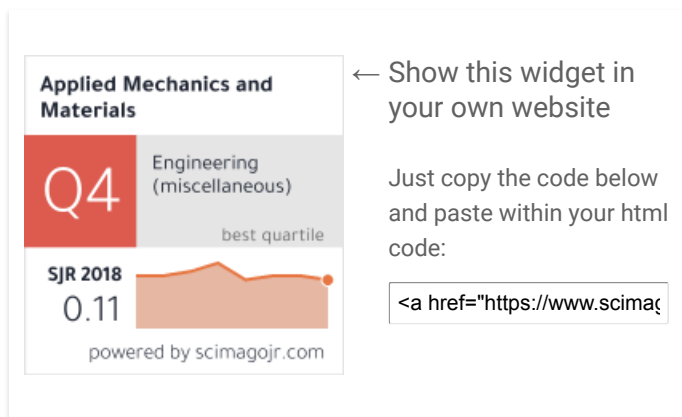 Applied Mechanics and
Materials
Q4
Engineering
(miscellaneous)
best quartile
SJR 2018
0.11
powered by scimagojr.com
← Show this widget in
your own website
Just copy the code below
and paste within your html
code:
<a href="https://www.scimag